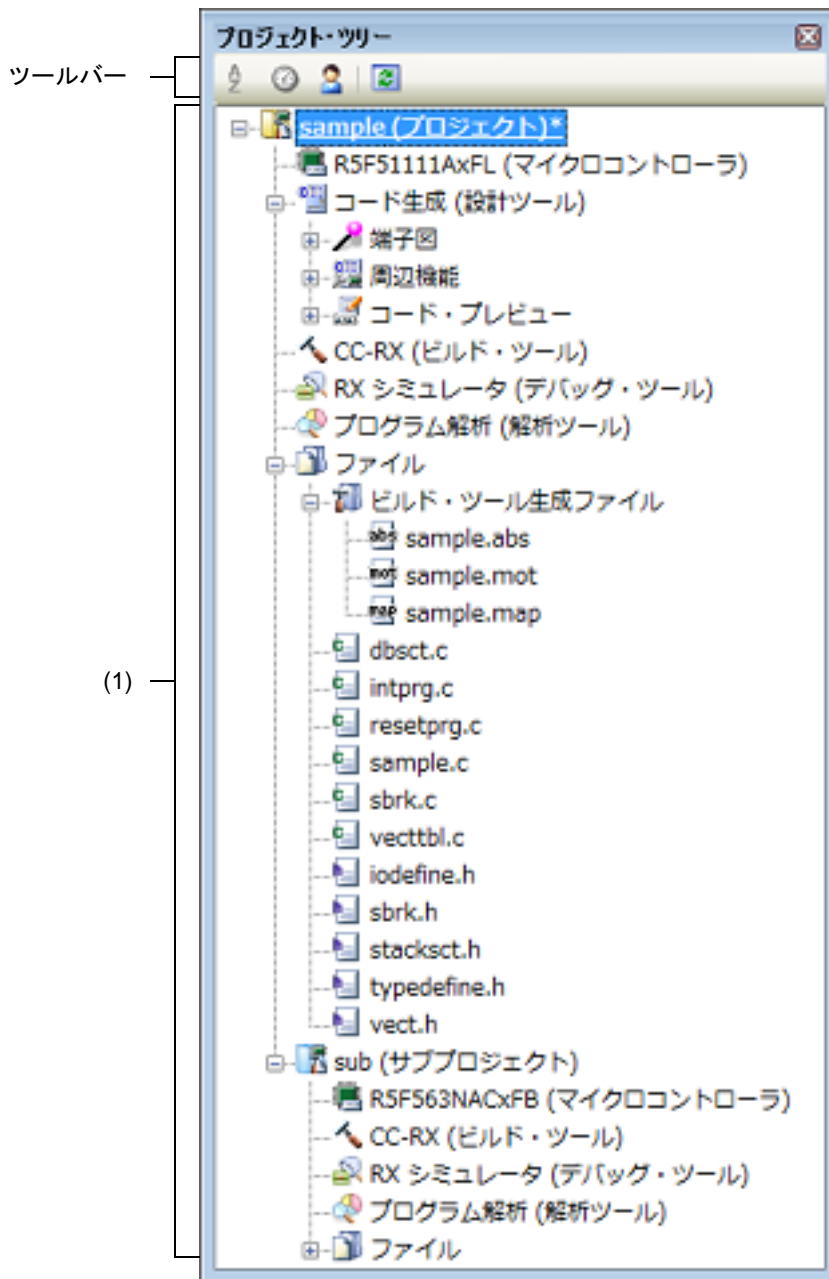 プロジェクト・ツリー
ツールバー
sample (プロジェクト)*
R5F51111AxFL (マイクロコントローラ)
コード生成 (設計ツール)
端子図
周辺機能
コード・プレビュー
CC-RX (ビルド・ツール)
RX シミュレータ (デバッグ・ツール)
プログラム解析 (解析ツール)
ファイル
ビルド・ツール生成ファイル
sample.abs
sample.mot
sample.map
dbsct.c
(1)
intprg.c
resetprg.c
sample.c
sbrk.c
vecttbl.c
iodefine.h
sbrk.h
stacksct.h
typedefine.h
vect.h
sub (サブプロジェクト)
R5F563NACxFB (マイクロコントローラ)
CC-RX (ビルド・ツール)
RX シミュレータ (デバッグ・ツール)
プログラム解析 (解析ツール)
ファイル